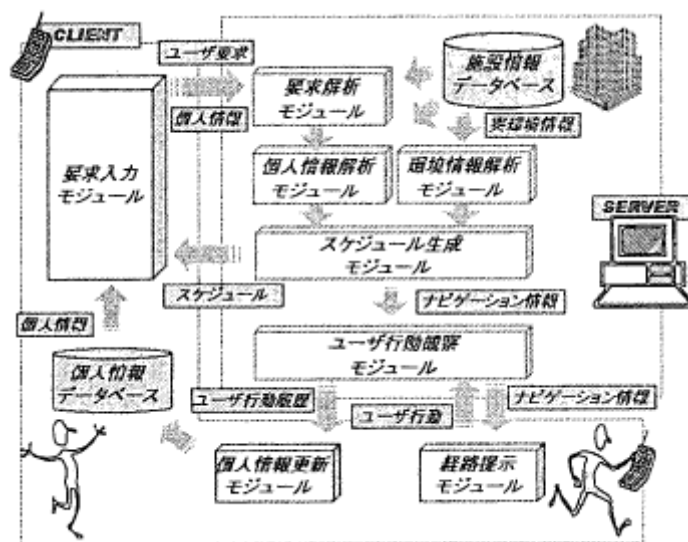 CLIENT
ユーザ要求
個人情報
要求解析
モジュール
施設情報
データベース
実環境情報
要求入力
モジュール
個人情報解析
モジュール
環境情報解析
モジュール
SERVER
スケジュール生成
モジュール
スケジュール
ナビゲーション情報
個人情報
ユーザ行動監察
モジュール
個人情報
データベース
ユーザ行動履歴
ユーザ行動
ナビゲーション情報
個人情報更新
モジュール
経路提示
モジュール